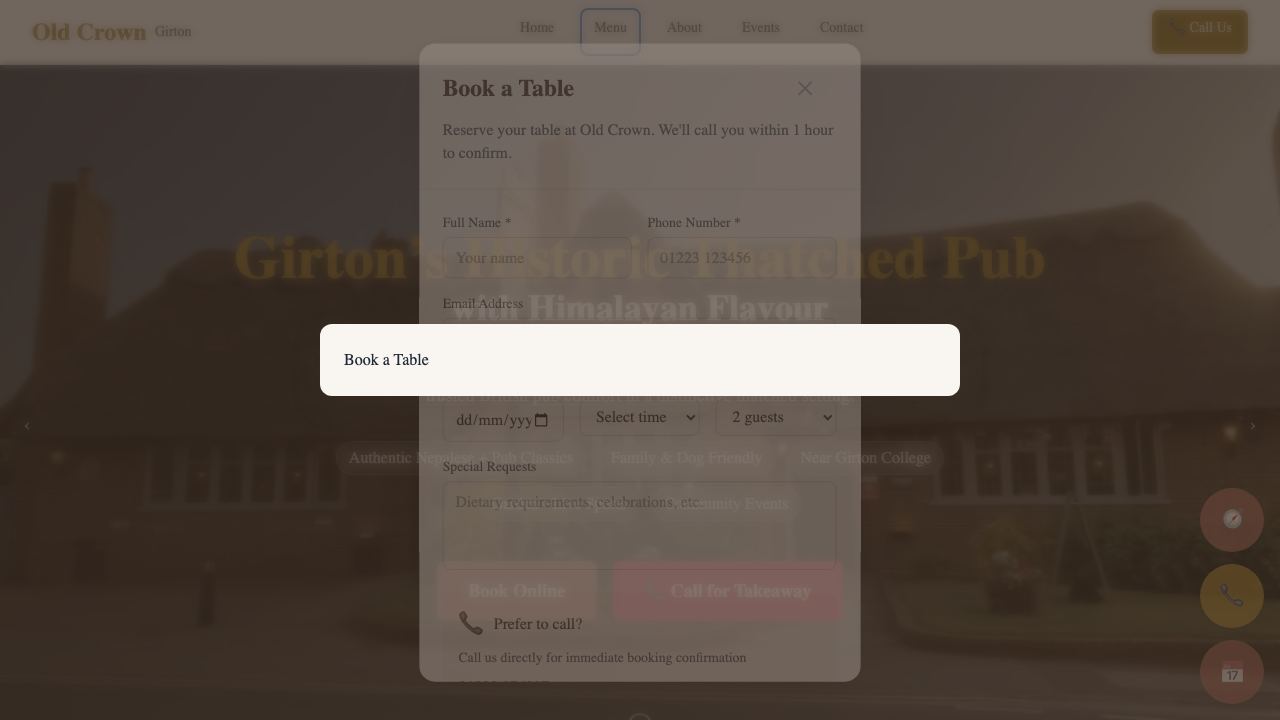 Old Crown Girton
Home
Menu
About
Events
Contact
📞 Call Us
Book a Table
Reserve your table at Old Crown. We'll call you within 1 hour
to confirm.
Full Name *
Phone Number *
Your name
01223 123456
Girton's Historic Thatched Pub
Email Address
with Himalayan Flavour
Book a Table
dd/mm/yyy
Select time
2 guests
Authentic Nepalese & Pub Classics
Family & Dog Friendly
Near Girton College
Special Requests
Dietary requirements, celebrations, etc.
Community Events
Book Online
📞 Call for Takeaway
Prefer to call?
Call us directly for immediate booking confirmation
17